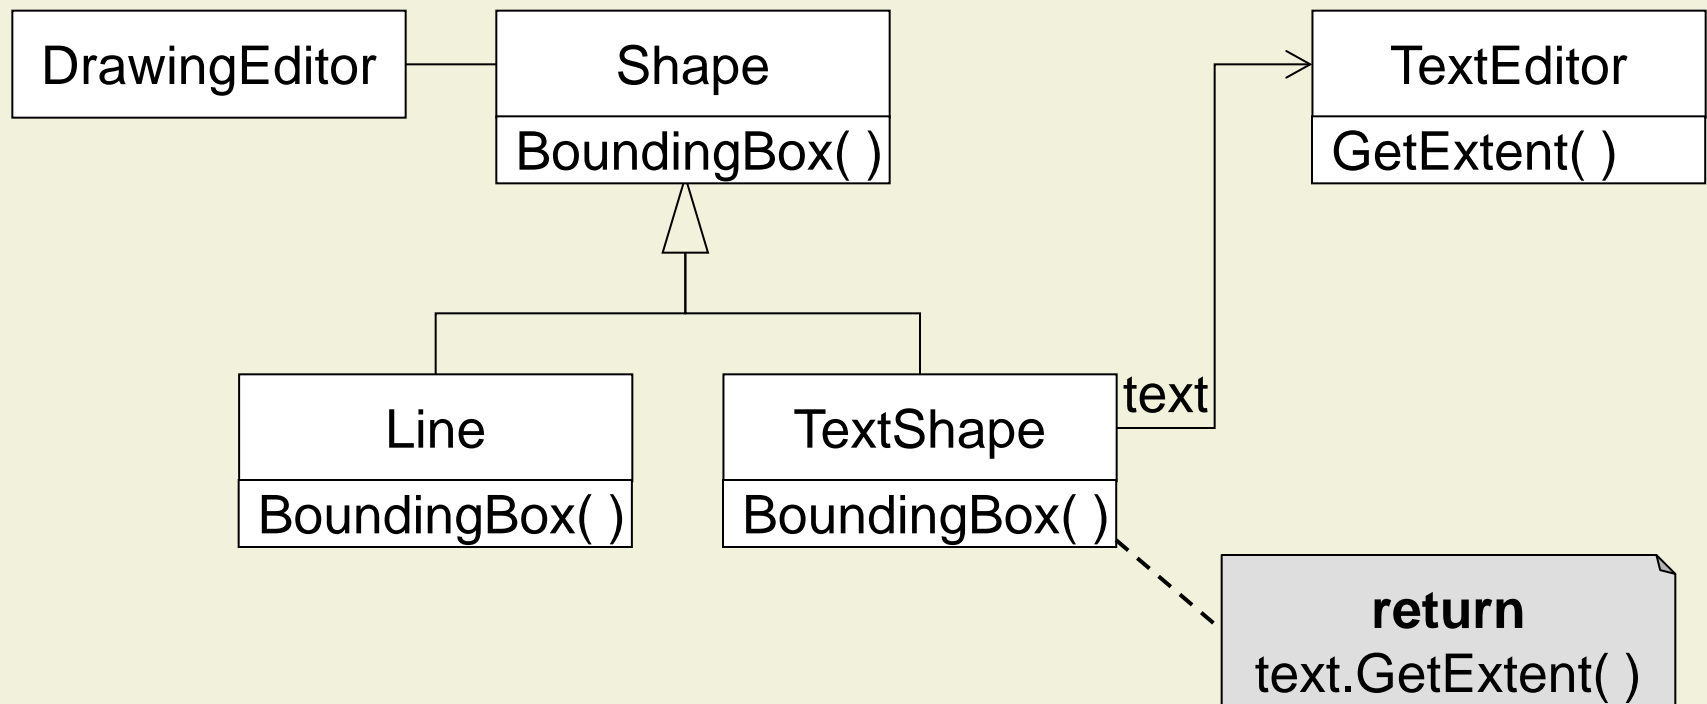 DrawingEditor
Shape
BoundingBox( )
TextEditor
GetExtent( )
Line
BoundingBox( )
TextShape
BoundingBox( )
text
return
text.GetExtent( )